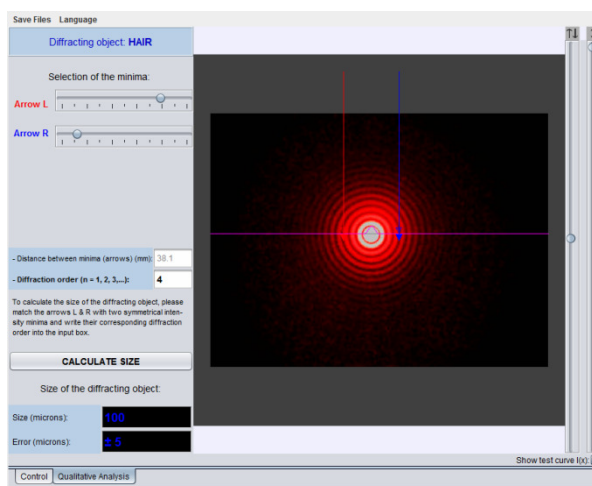 Save Files Language
Diffracting object: HAIR
Selection of the minima:
Arrow L
Arrow R
- Distance between minima (arrows) (mm): 38.1
- Diffraction order (n = 1, 2, 3,...): 4
To calculate the size of the diffracting object, please
match the arrows L & R with two symmetrical inten-
sity minima and write their corresponding diffraction
order into the input box.
CALCULATE SIZE
Size of the diffracting object:
Size (microns): 100
Error (microns): ± 5
Show test curve I(x):
Control Qualitative Analysis